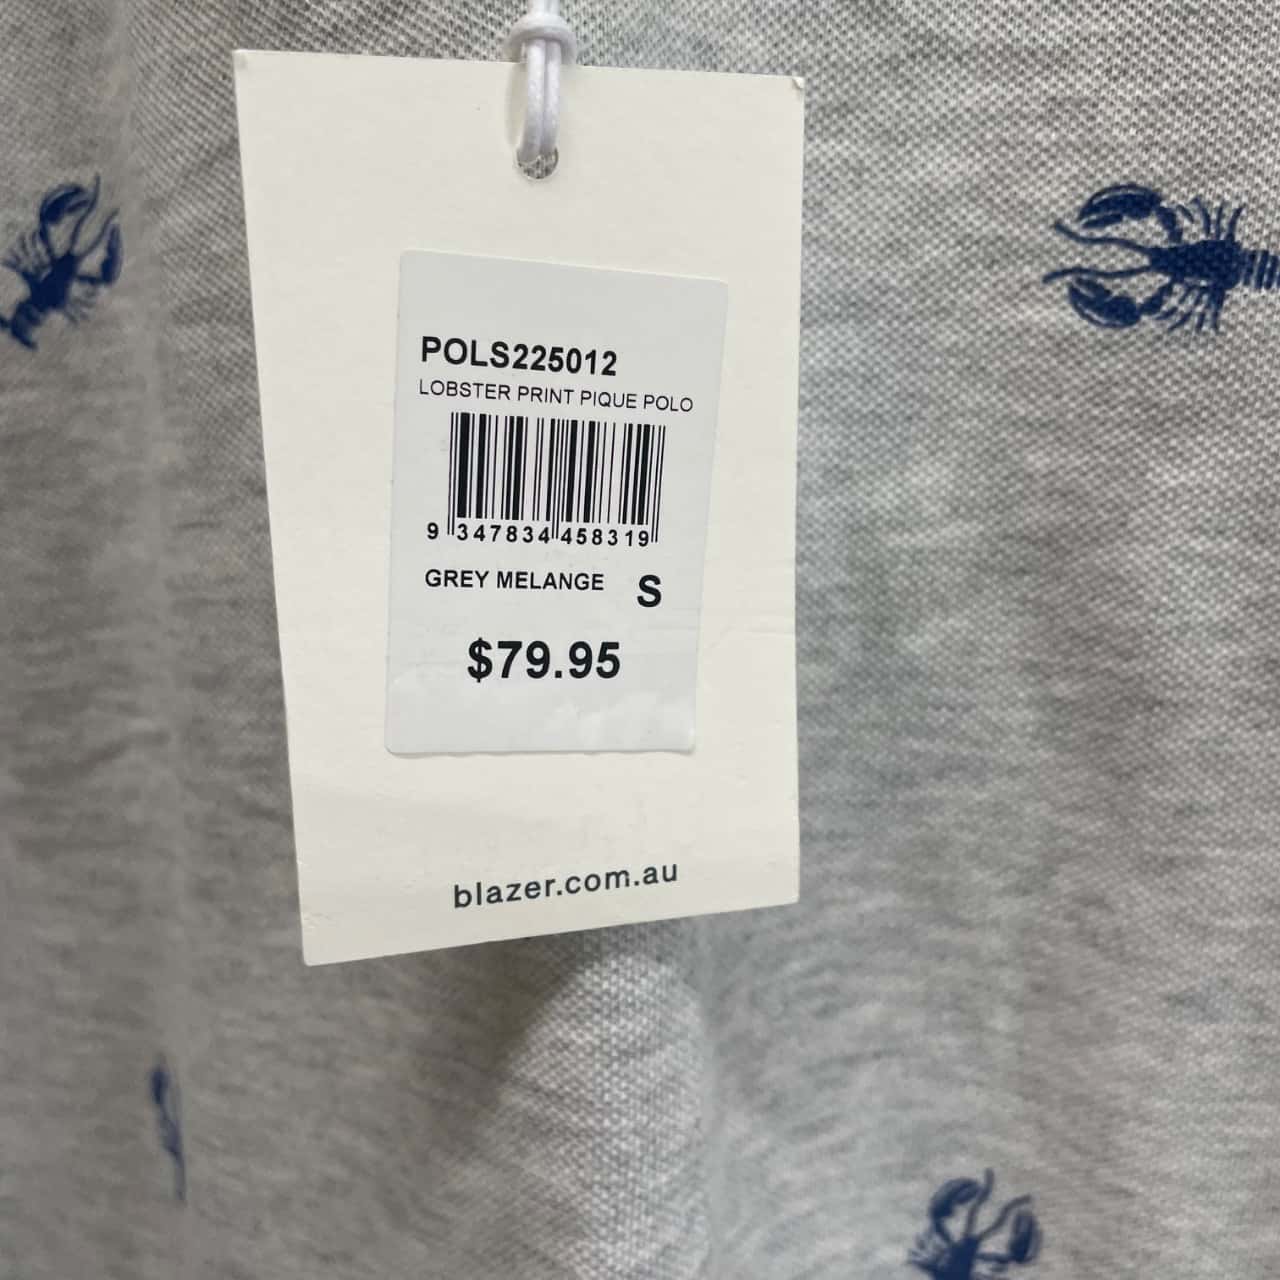 POLS225012
LOBSTER PRINT PIQUE POLO
9 347834 458319
GREY MELANGE S
$79.95
blazer.com.au